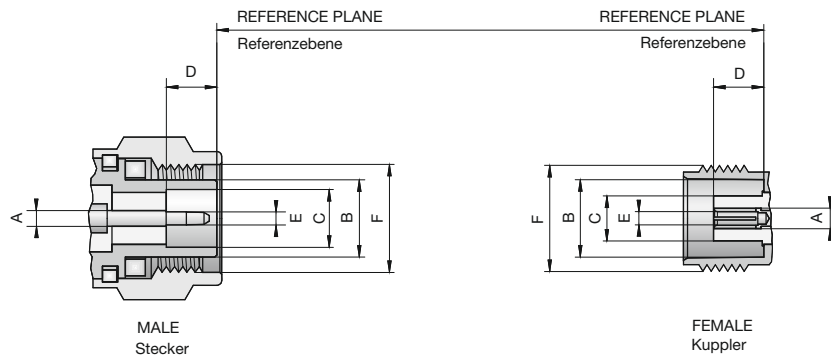 REFERENCE PLANE
Referenzebene
REFERENCE PLANE
Referenzebene
D
D
A
E
C
B
F
F
B
C
E
A
MALE
Stecker
FEMALE
Kuppler